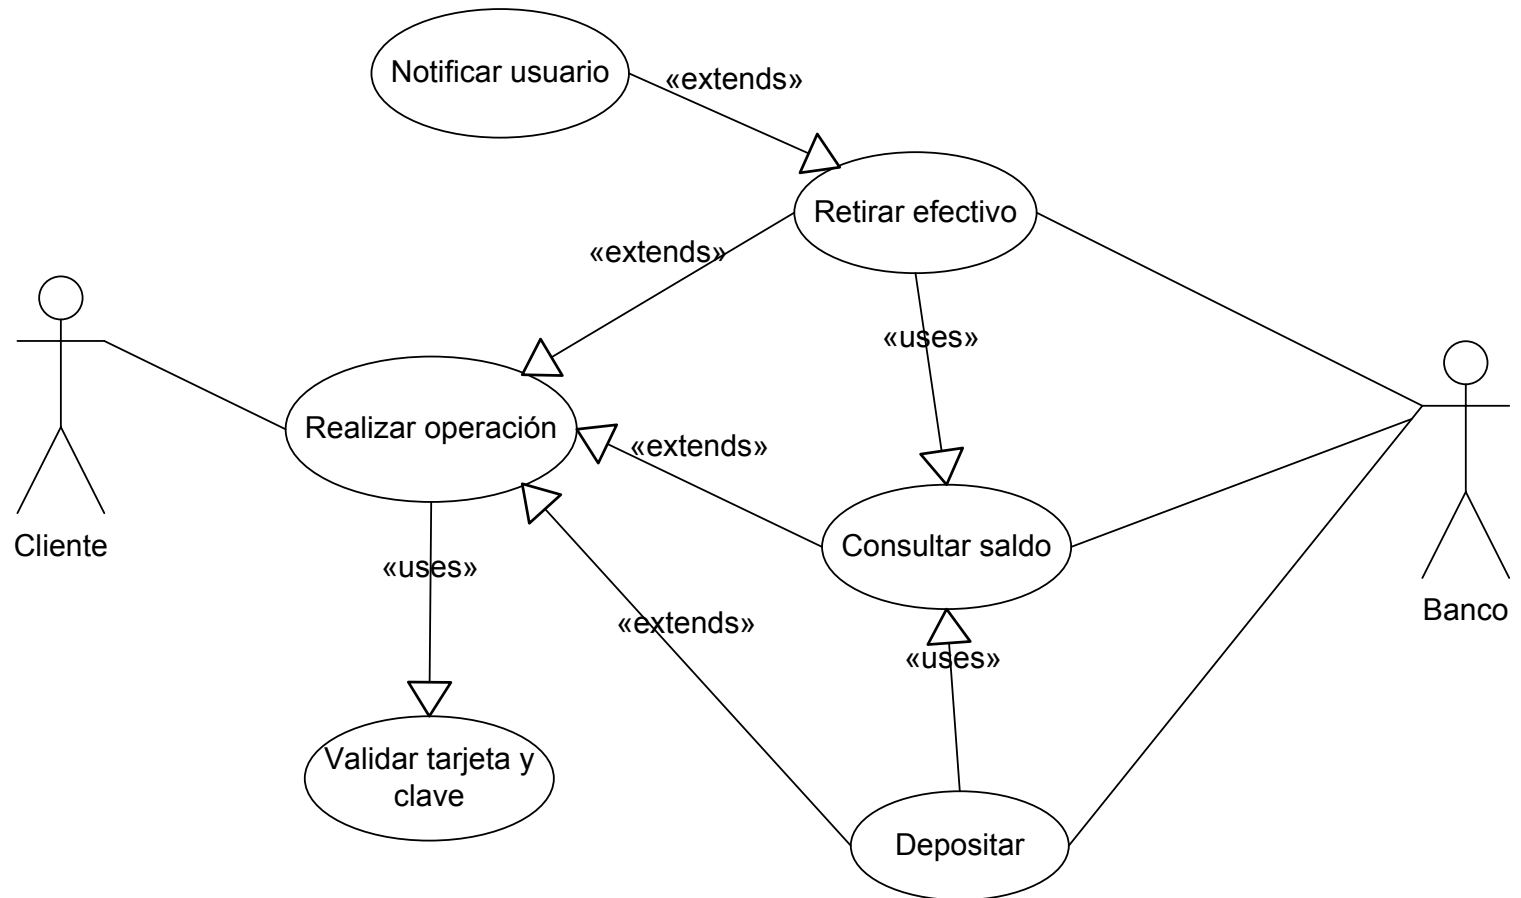 Notificar usuario
«extends»
Retirar efectivo
«extends»
«uses»
Realizar operación
«extends»
Cliente
Consultar saldo
«uses»
Banco
«extends»
«uses»
Validar tarjeta y
clave
Depositar